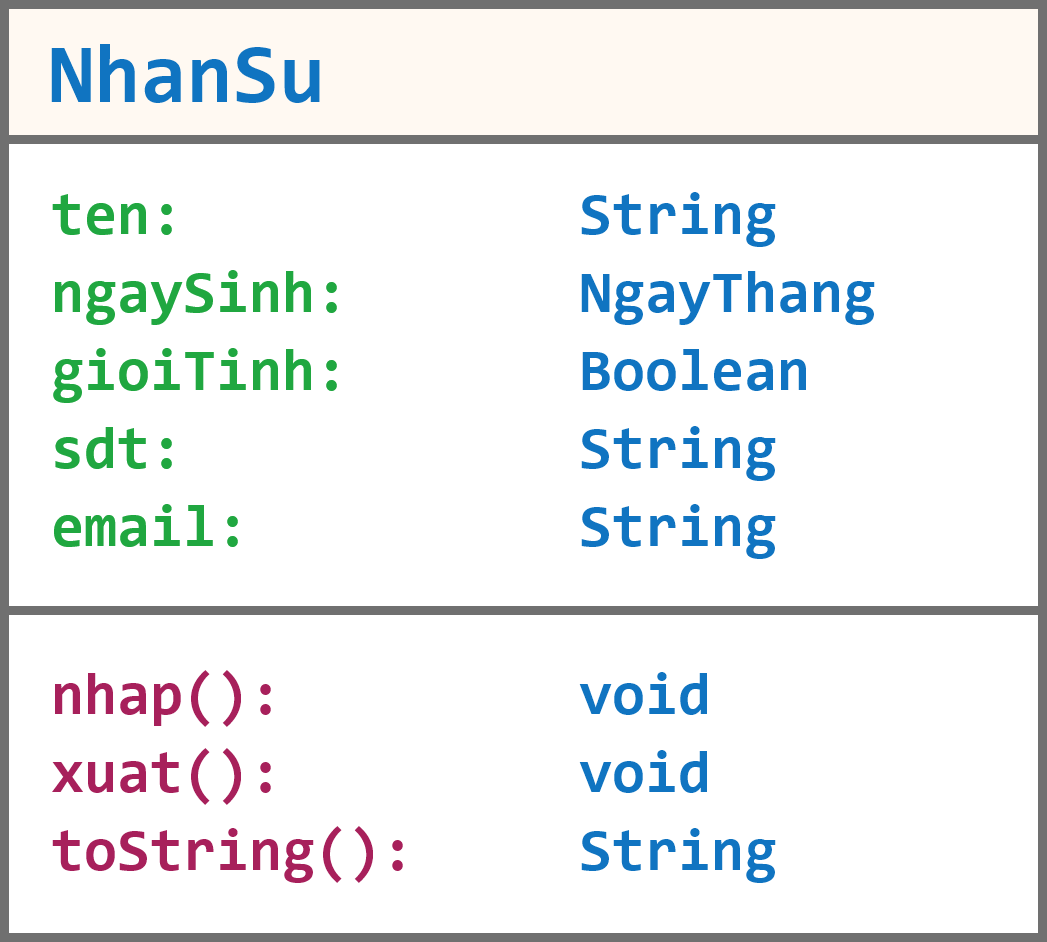 NhanSu
ten: String
ngaySinh: NgayThang
gioiTinh: Boolean
sdt: String
email: String
nhap(): void
xuat(): void
toString(): String